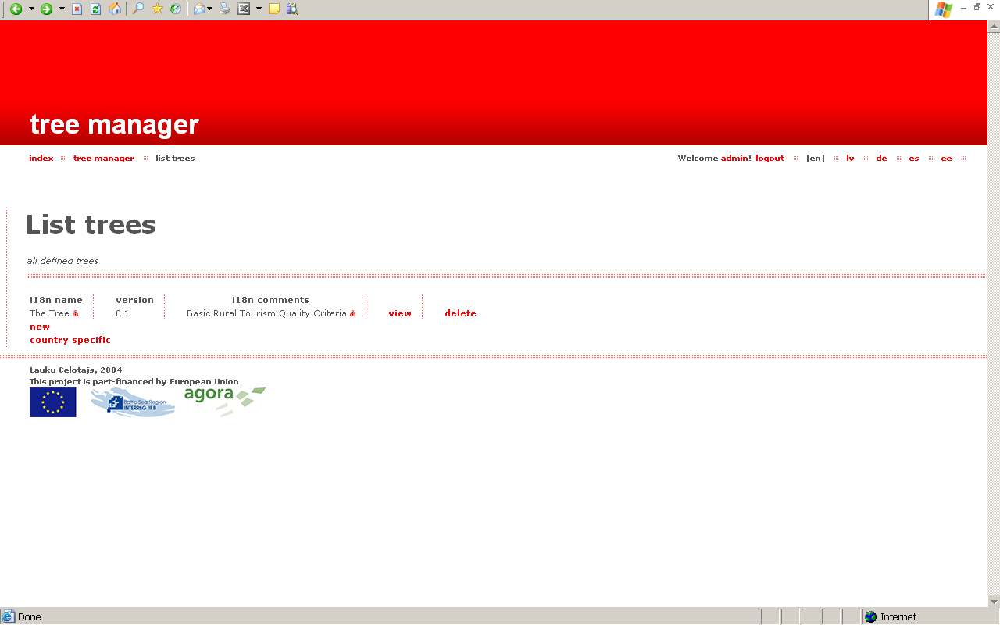 tree manager
index tree manager list trees Welcome admin! logout [en] lv de es ee
List trees
all defined trees
i18n name version i18n comments
The Tree 0.1 Basic Rural Tourism Quality Criteria view delete
new
country specific
Lauku Celotajs, 2004
This project is part-financed by European Union
Baltic Sea Region
INTERREG III B
agora
Done Internet